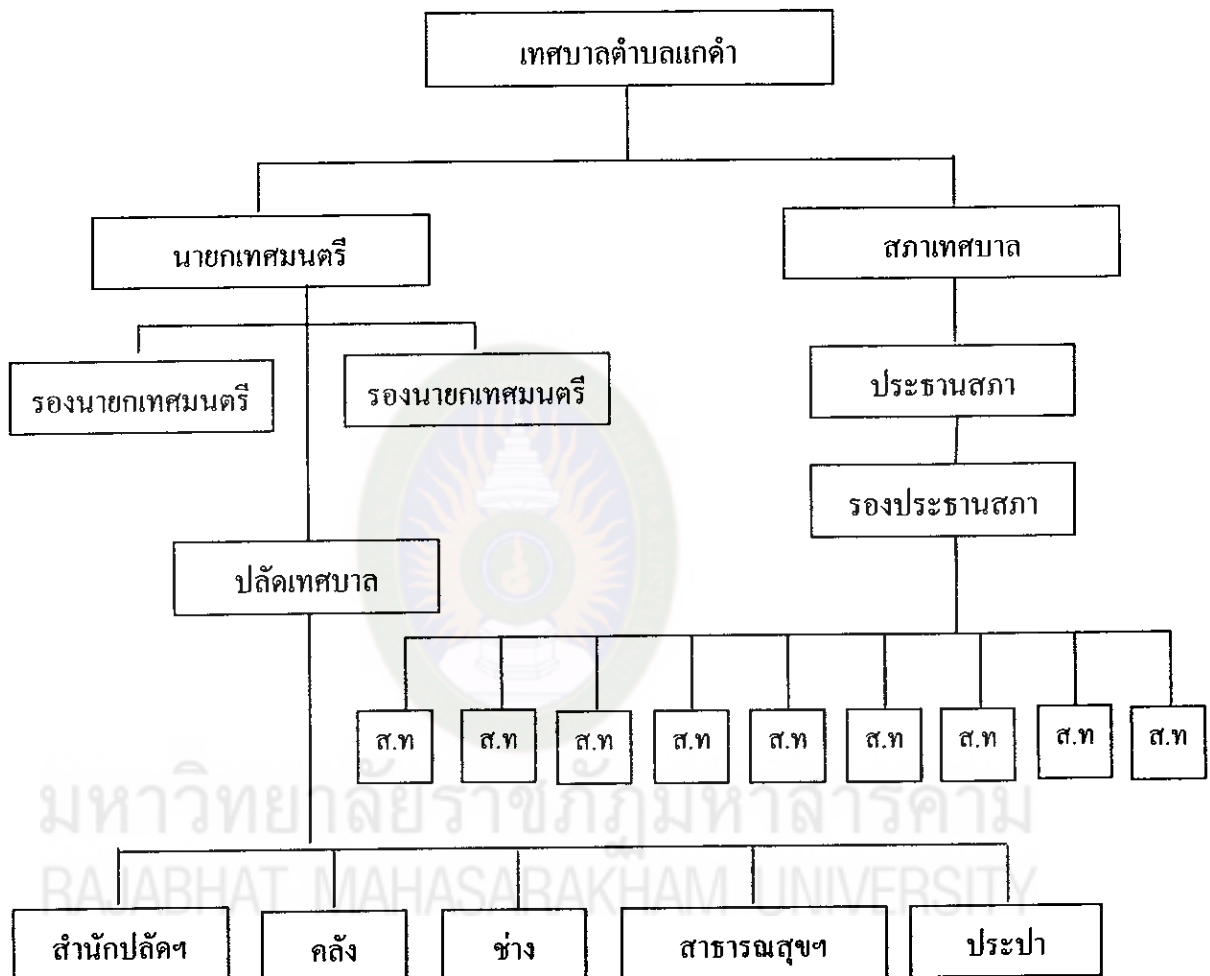 เทศบาลตำบลแกดำ
นายกเทศมนตรี
สภาเทศบาล
รองนายกเทศมนตรี
รองนายกเทศมนตรี
ประธานสภา
รองประธานสภา
ปลัดเทศบาล
ส.ท ส.ท ส.ท ส.ท ส.ท ส.ท ส.ท ส.ท ส.ท
มหาวิทยาลัยราชภัฏมหาสารคาม
RAJABHAT MAHASARAKHAM UNIVERSITY
สำนักปลัดฯ คลัง ช่าง สาธารณสุขฯ ประปา